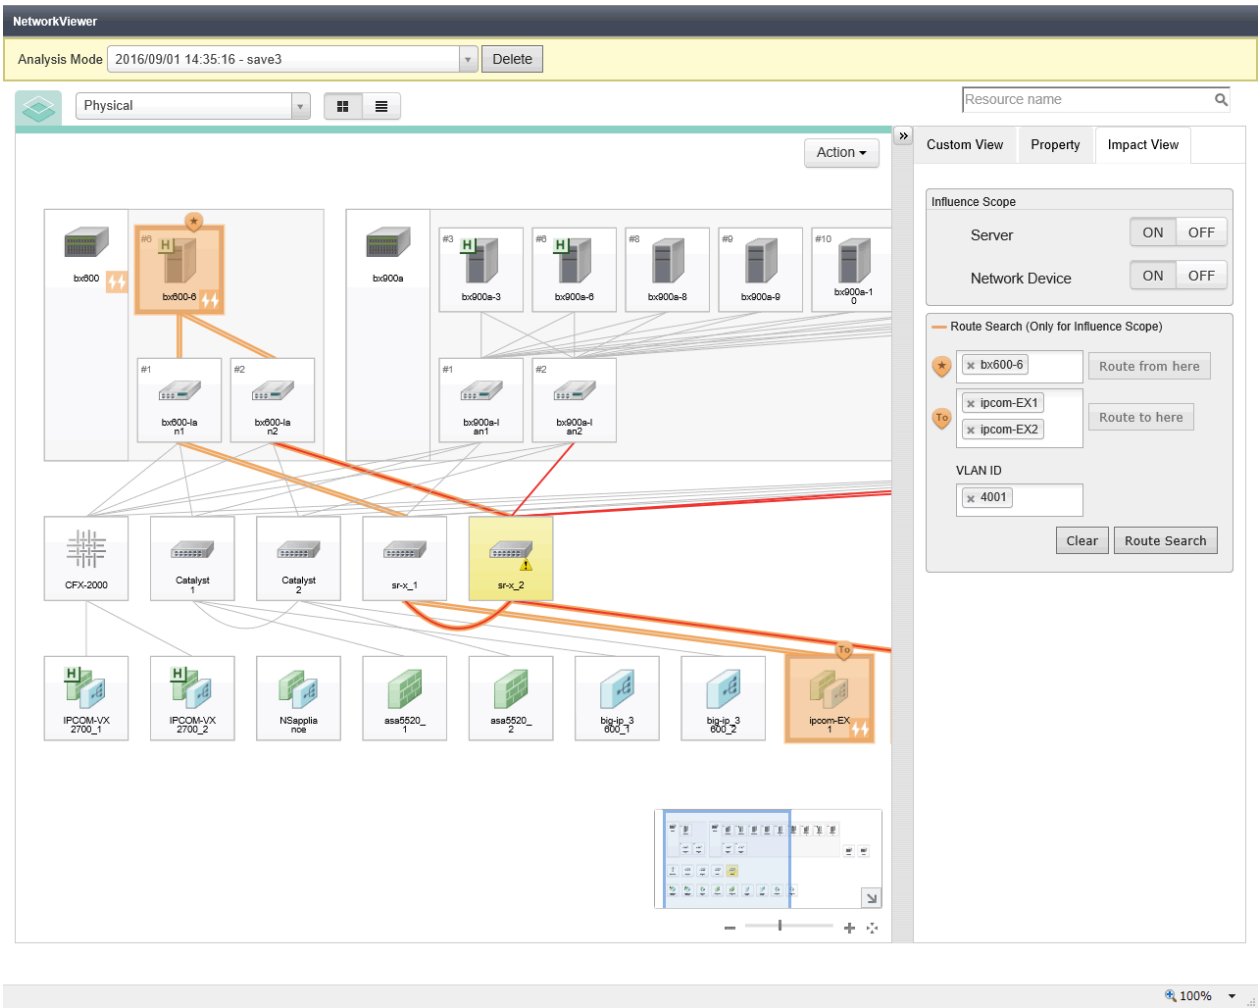 NetworkViewer
Analysis Mode 2016/09/01 14:35:16 - save3 Delete
Physical
Resource name
Action
Custom View Property Impact View
Influence Scope
Server ON OFF
Network Device ON OFF
Route Search (Only for Influence Scope)
× bx600-6 Route from here
To × ipcom-EX1 Route to here
× ipcom-EX2
VLAN ID
× 4001
Clear Route Search
bx600
#6 H
bx600-6
bx900a
#3 H
bx900a-3
#6 H
bx900a-6
#8
bx900a-8
#9
bx900a-9
#10
bx900a-1
0
#1
bx600-la
n1
#2
bx600-la
n2
#1
bx900a-l
an1
#2
bx900a-l
an2
CFX-2000
Catalyst
1
Catalyst
2
sr-x_1
sr-x_2
H
IPCOM-VX
2700_1
H
IPCOM-VX
2700_2
NSapplia
nce
asa5520_
1
asa5520_
2
big-ip_3
600_1
big-ip_3
600_2
To
ipcom-EX
1
100%